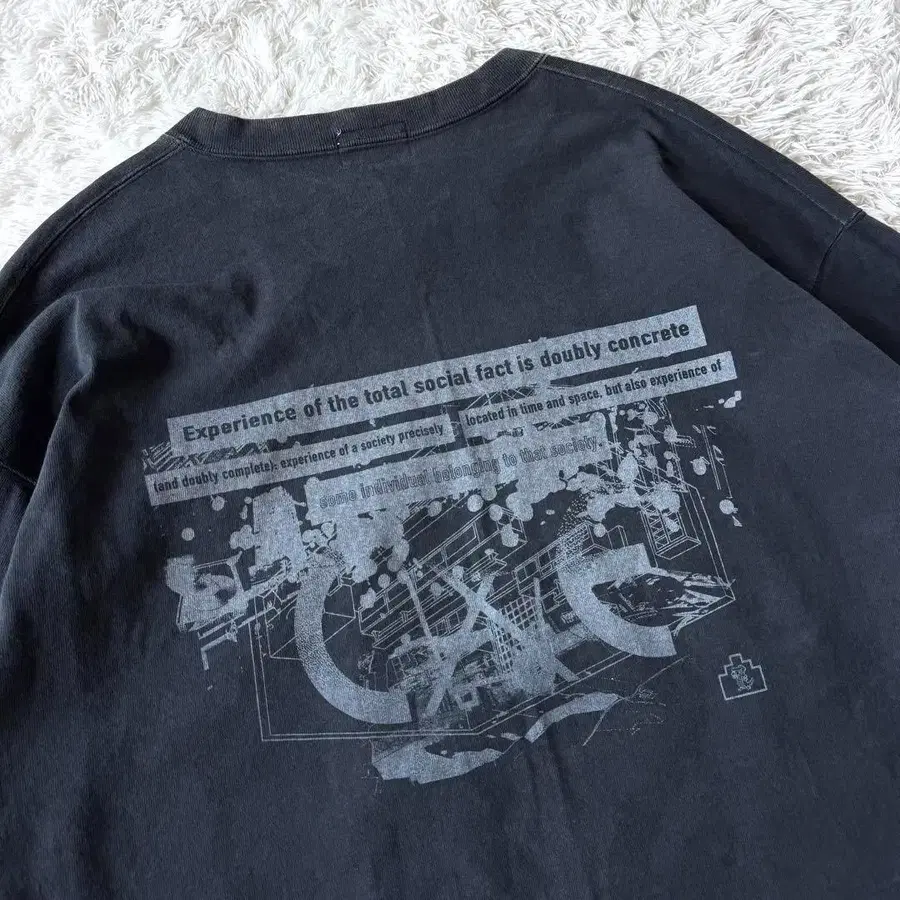 Experience of the total social fact is doubly concrete
(and doubly complete): experience of a society precisely
located in time and space, but also experience of
some individual belonging to that society.